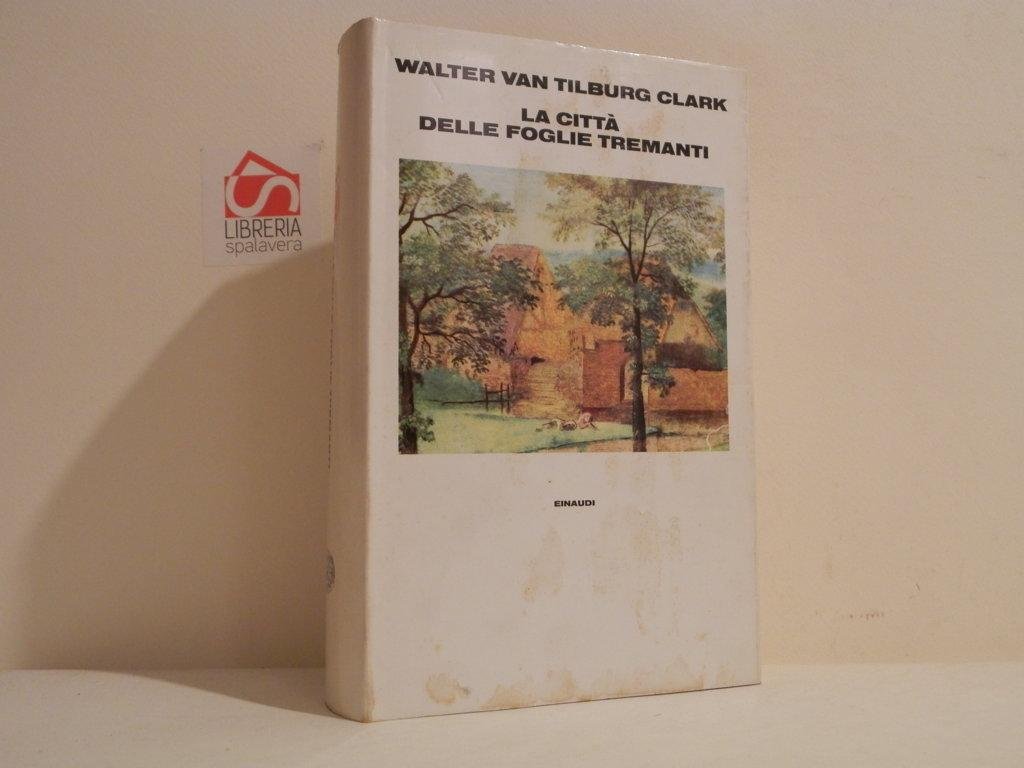 WALTER VAN TILBURG CLARK
LA CITTÀ
DELLE FOGLIE TREMANTI
LIBRERIA
spalavera
EINAUDI